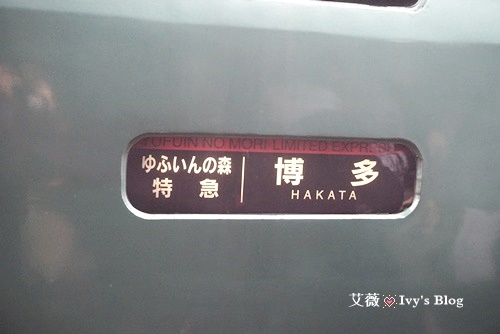 YUFUIN NO MORI LIMITED EXPRESS
ゆふいんの森
特急
博多
HAKATA
艾薇 Ivy's Blog